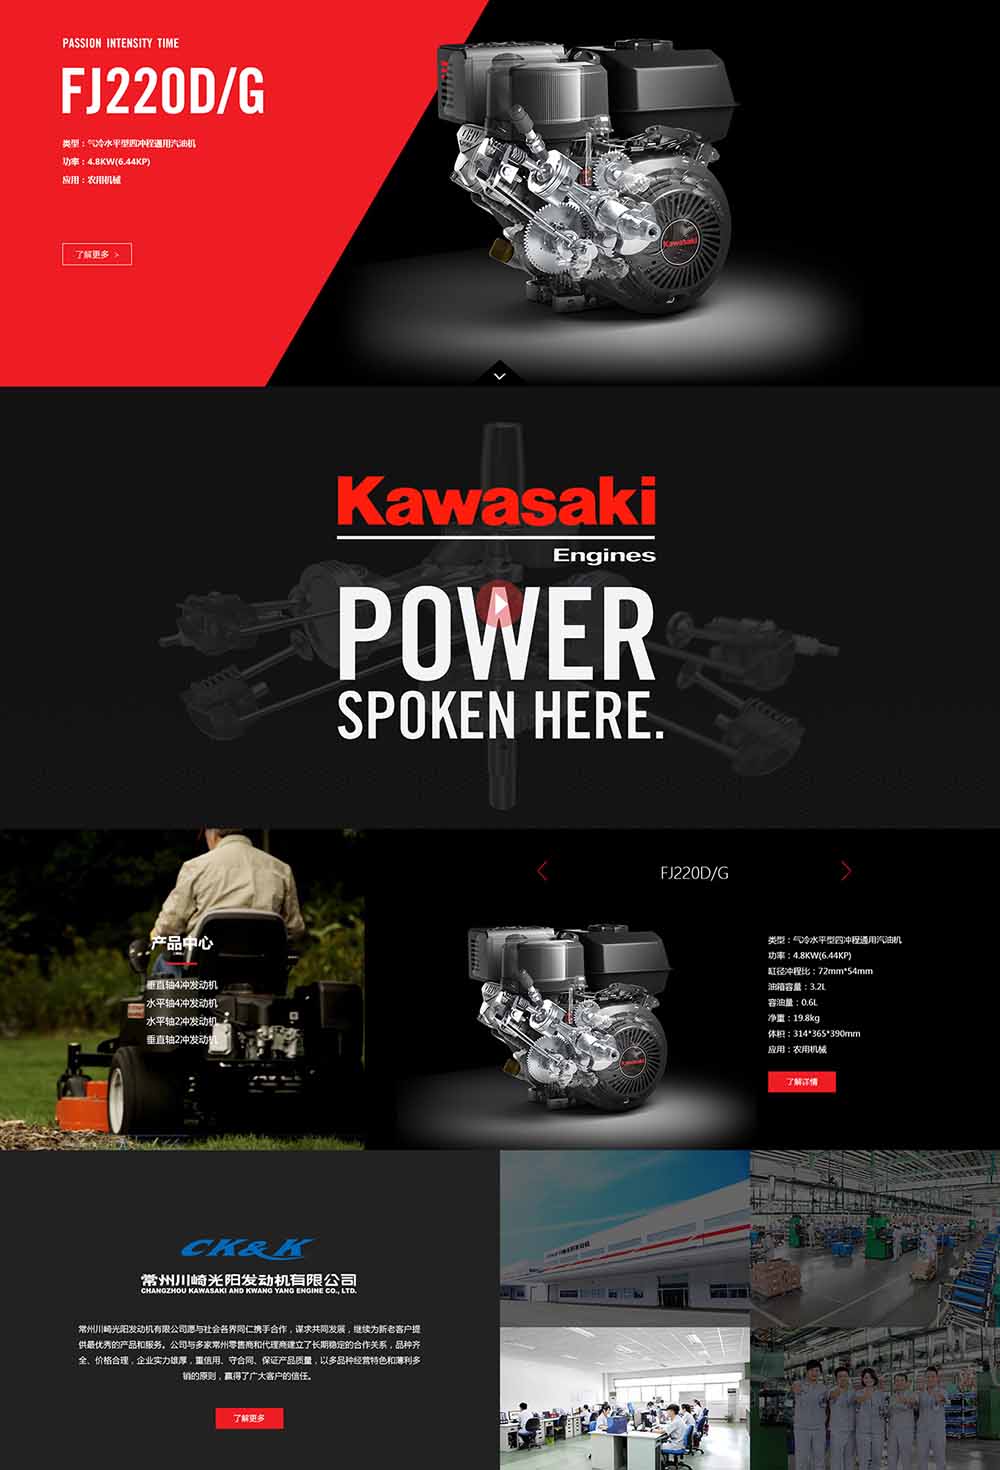 PASSION INTENSITY TIME
FJ220D/G
类型：气冷水平型四冲程通用汽油机
功率：4.8KW(6.44KP)
应用：农用机械
了解更多 >
Kawasaki
Kawasaki
Engines
POWER
SPOKEN HERE.
产品中心
垂直轴4冲发动机
水平轴4冲发动机
水平轴2冲发动机
垂直轴2冲发动机
FJ220D/G
Kawasaki
类型：气冷水平型四冲程通用汽油机
功率：4.8KW(6.44KP)
缸径冲程比：72mm*54mm
油箱容量：3.2L
容油量：0.6L
净重：19.8kg
体积：314*365*390mm
应用：农用机械
了解详情
CK&K
常州川崎光阳发动机有限公司
CHANGZHOU KAWASAKI AND KWANG YANG ENGINE CO., LTD.
常州川崎光阳发动机有限公司愿与社会各界同仁携手合作，谋求共同发展，继续为新老客户提
供最优秀的产品和服务。公司与多家常州零售商和代理商建立了长期稳定的合作关系，品种齐
全、价格合理，企业实力雄厚，重信用、守合同、保证产品质量，以多品种经营特色和薄利多
销的原则，赢得了广大客户的信任。
了解更多